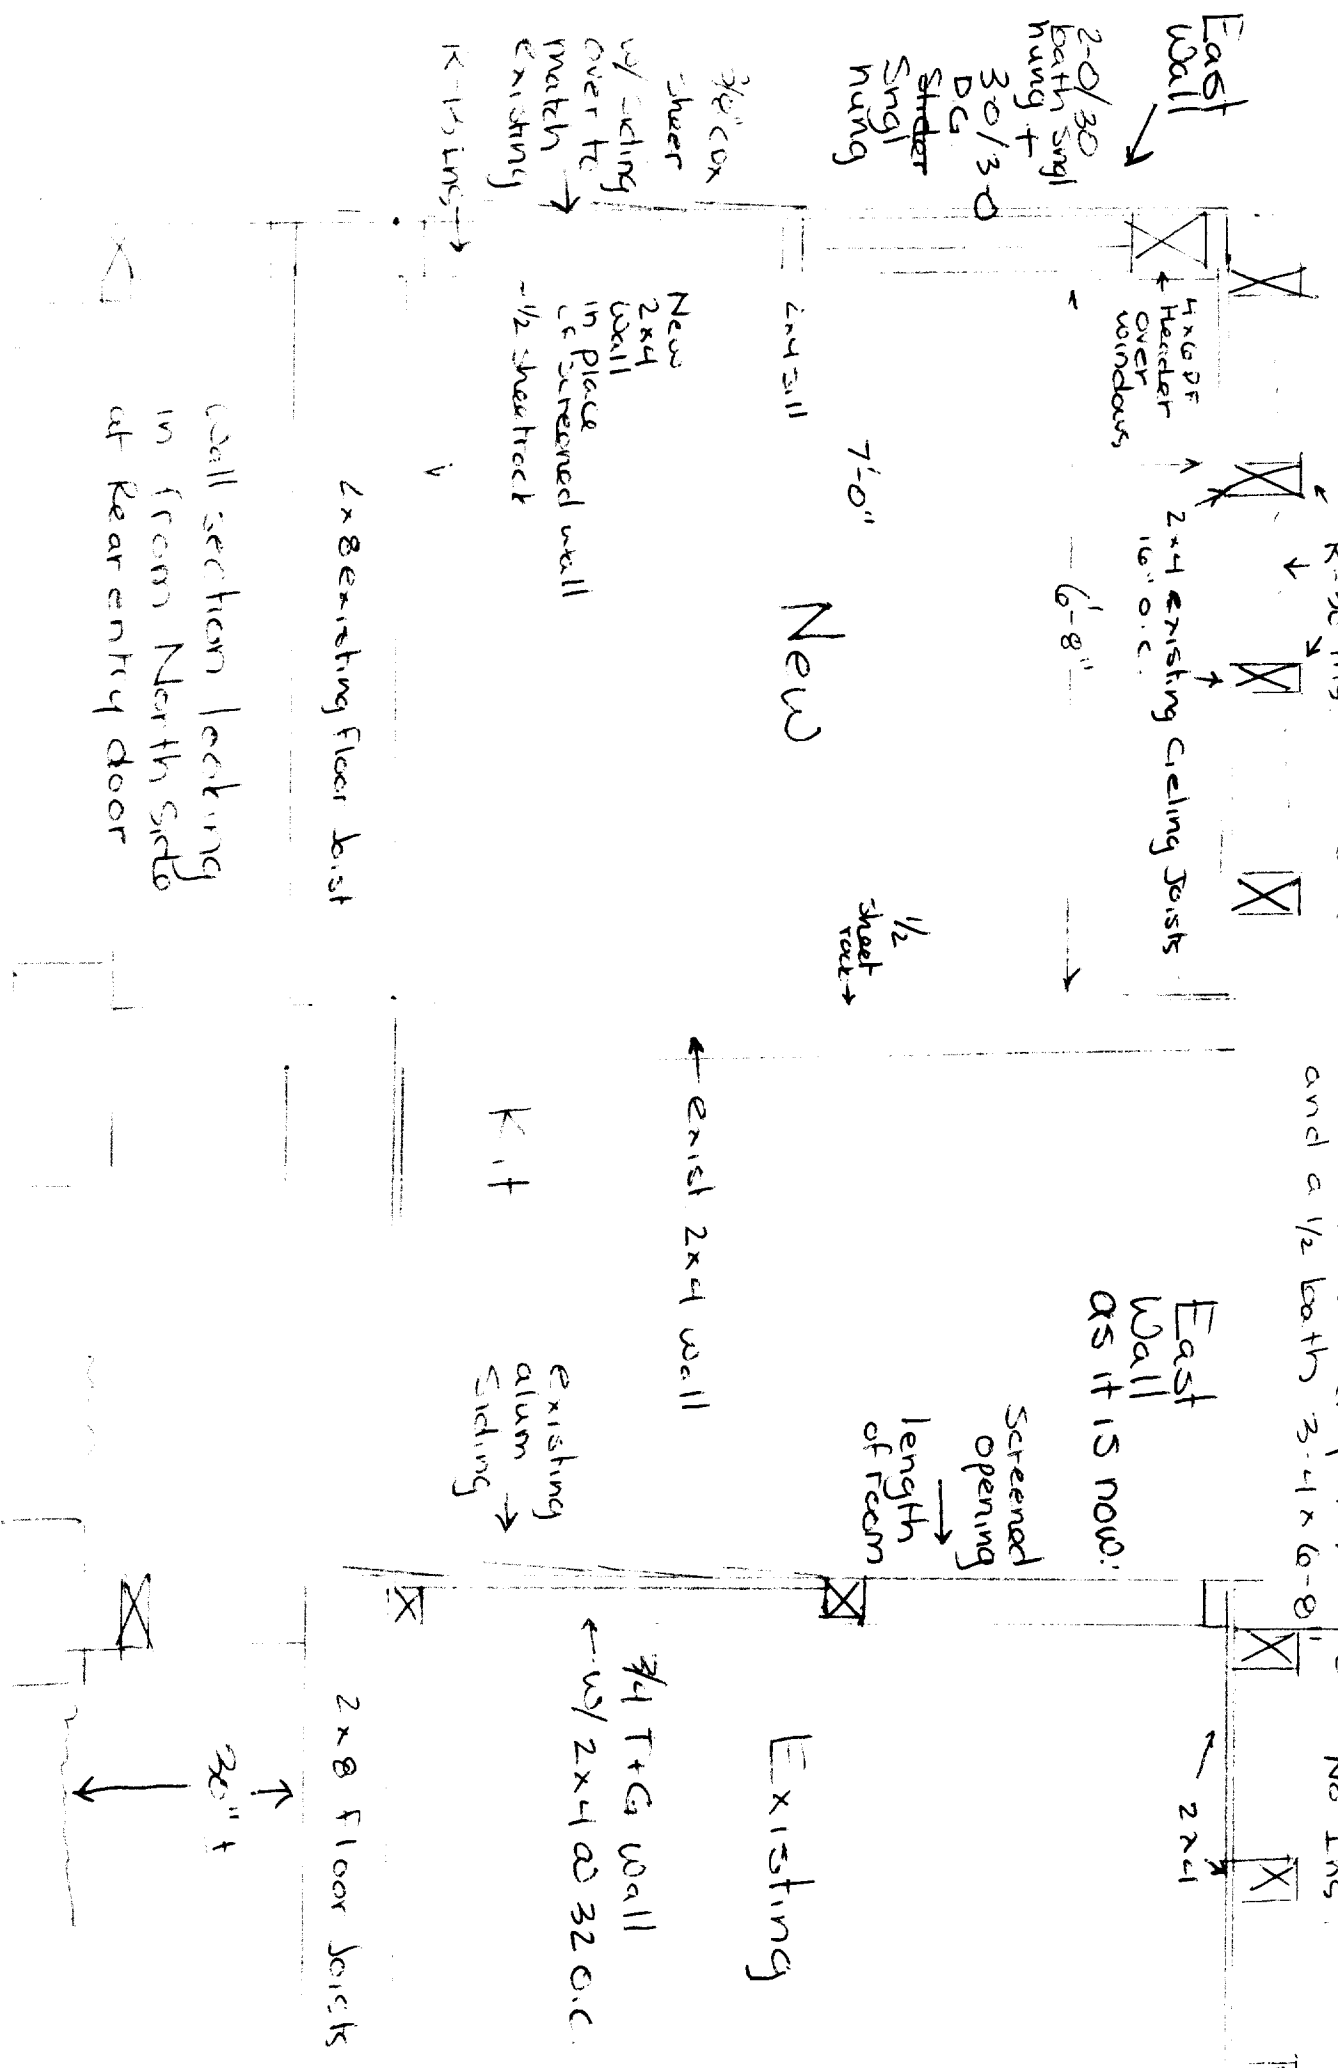 and a 1/2 bath 3-4 x 6-8"
No Ins.
East
Wall
2-0/30
bath sngl
hung +
30/30
DG
Slider
Sngl
hung
3/8" CDX
sheer
w/ siding
over to
match
existing
4x6 DF
Header
over
windows
2x4 existing Cieling Joists
16" o.c.
6'-8"
7'-0"
2x4 sill
New
New
2x4
wall
in place
of screened wall
1/2 sheetrock
1/2
sheet
rock
2x8 existing floor Joist
Wall section looking
in from North Side
at Rear entry door
exist 2x4 wall
Kit
East
Wall
as it is now:
Screened
opening
length
of room
existing
alum
siding
2x4
Existing
3/4 T+G wall
w/ 2x4 @ 32 o.c.
2x8 floor Joists
30" +